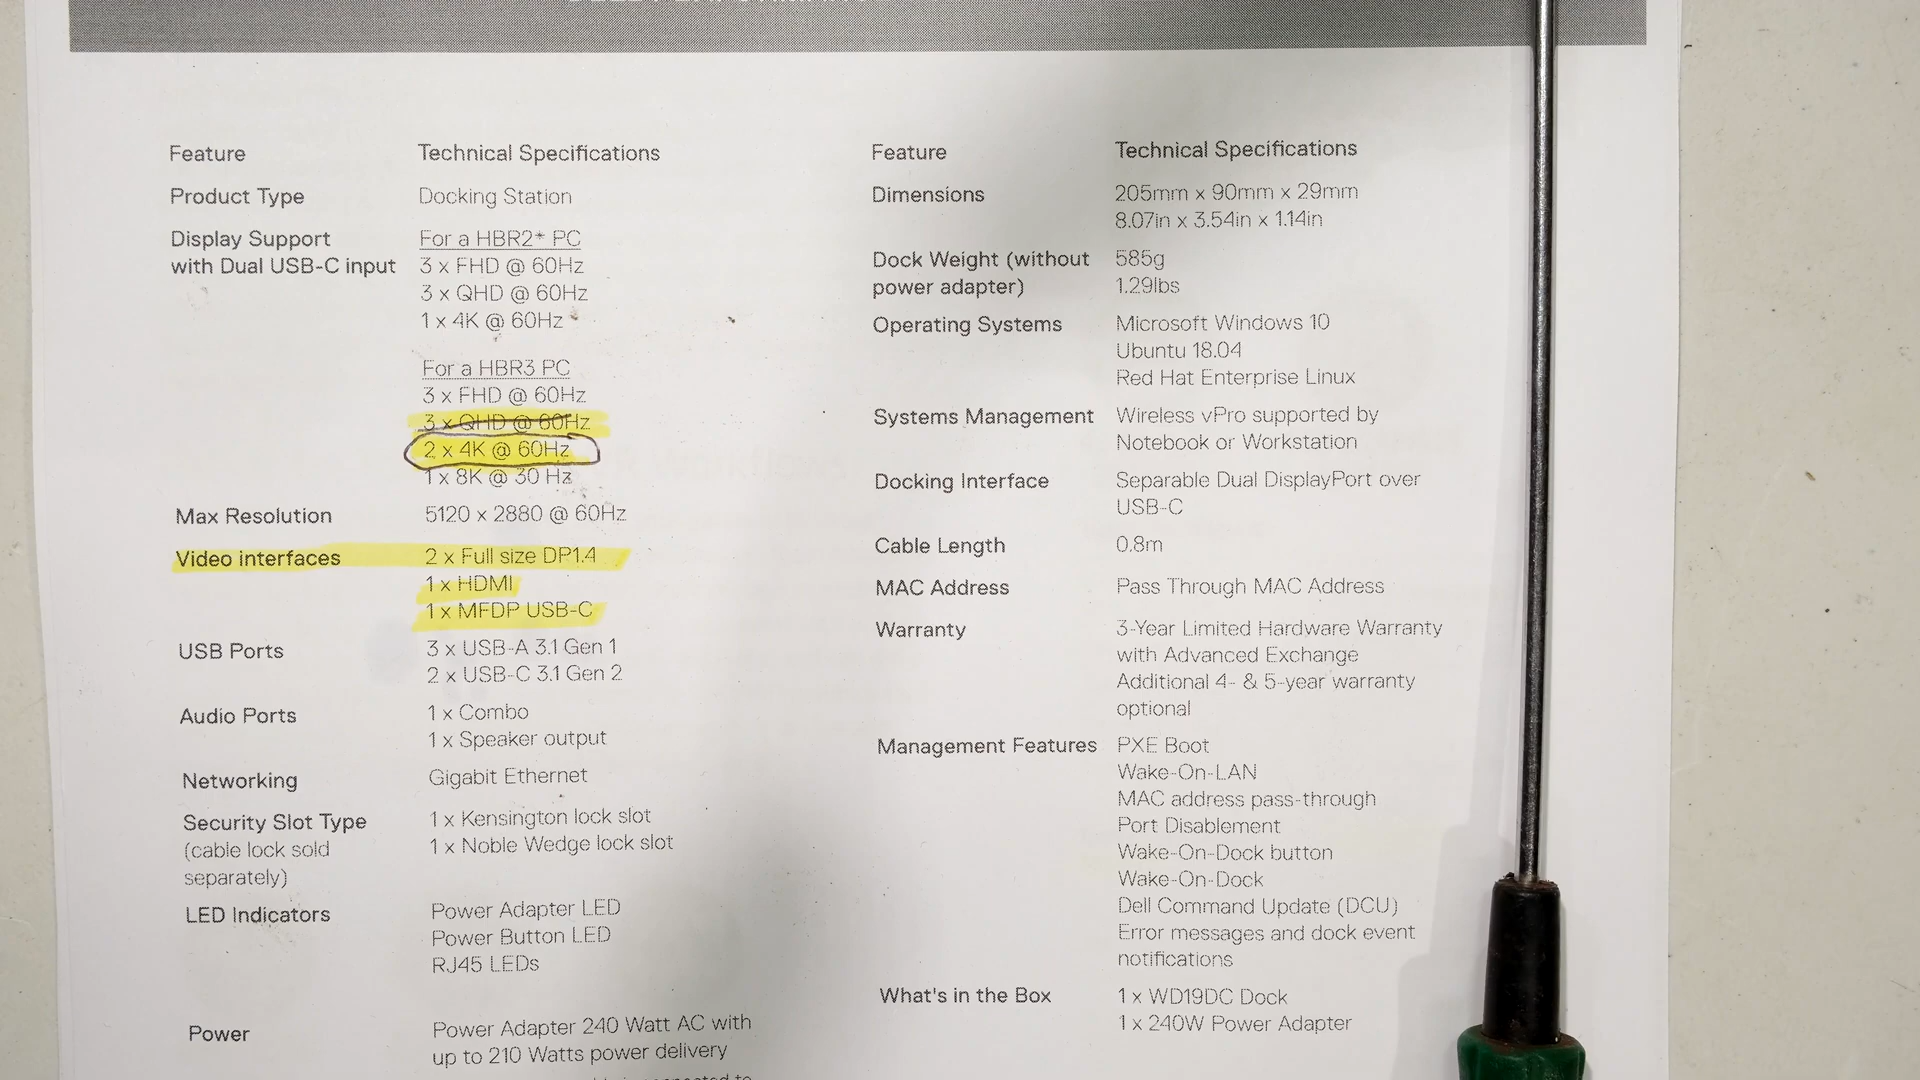 Feature Technical Specifications
Product Type Docking Station
Display Support For a HBR2* PC
with Dual USB-C input 3 x FHD @ 60Hz
3 x QHD @ 60Hz
1 x 4K @ 60Hz
For a HBR3 PC
3 x FHD @ 60Hz
3 x QHD @ 60Hz
2 x 4K @ 60Hz
1 x 8K @ 30 Hz
Max Resolution 5120 x 2880 @ 60Hz
Video interfaces 2 x Full size DP1.4
1 x HDMI
1 x MFDP USB-C
USB Ports 3 x USB-A 3.1 Gen 1
2 x USB-C 3.1 Gen 2
Audio Ports 1 x Combo
1 x Speaker output
Networking Gigabit Ethernet
Security Slot Type 1 x Kensington lock slot
(cable lock sold 1 x Noble Wedge lock slot
separately)
LED Indicators Power Adapter LED
Power Button LED
RJ45 LEDs
Power Power Adapter 240 Watt AC with
up to 210 Watts power delivery
Feature Technical Specifications
Dimensions 205mm x 90mm x 29mm
8.07in x 3.54in x 1.14in
Dock Weight (without 585g
power adapter) 1.29lbs
Operating Systems Microsoft Windows 10
Ubuntu 18.04
Red Hat Enterprise Linux
Systems Management Wireless vPro supported by
Notebook or Workstation
Docking Interface Separable Dual DisplayPort over
USB-C
Cable Length 0.8m
MAC Address Pass Through MAC Address
Warranty 3-Year Limited Hardware Warranty
with Advanced Exchange
Additional 4- & 5-year warranty
optional
Management Features PXE Boot
Wake-On-LAN
MAC address pass-through
Port Disablement
Wake-On-Dock button
Wake-On-Dock
Dell Command Update (DCU)
Error messages and dock event
notifications
What's in the Box 1 x WD19DC Dock
1 x 240W Power Adapter